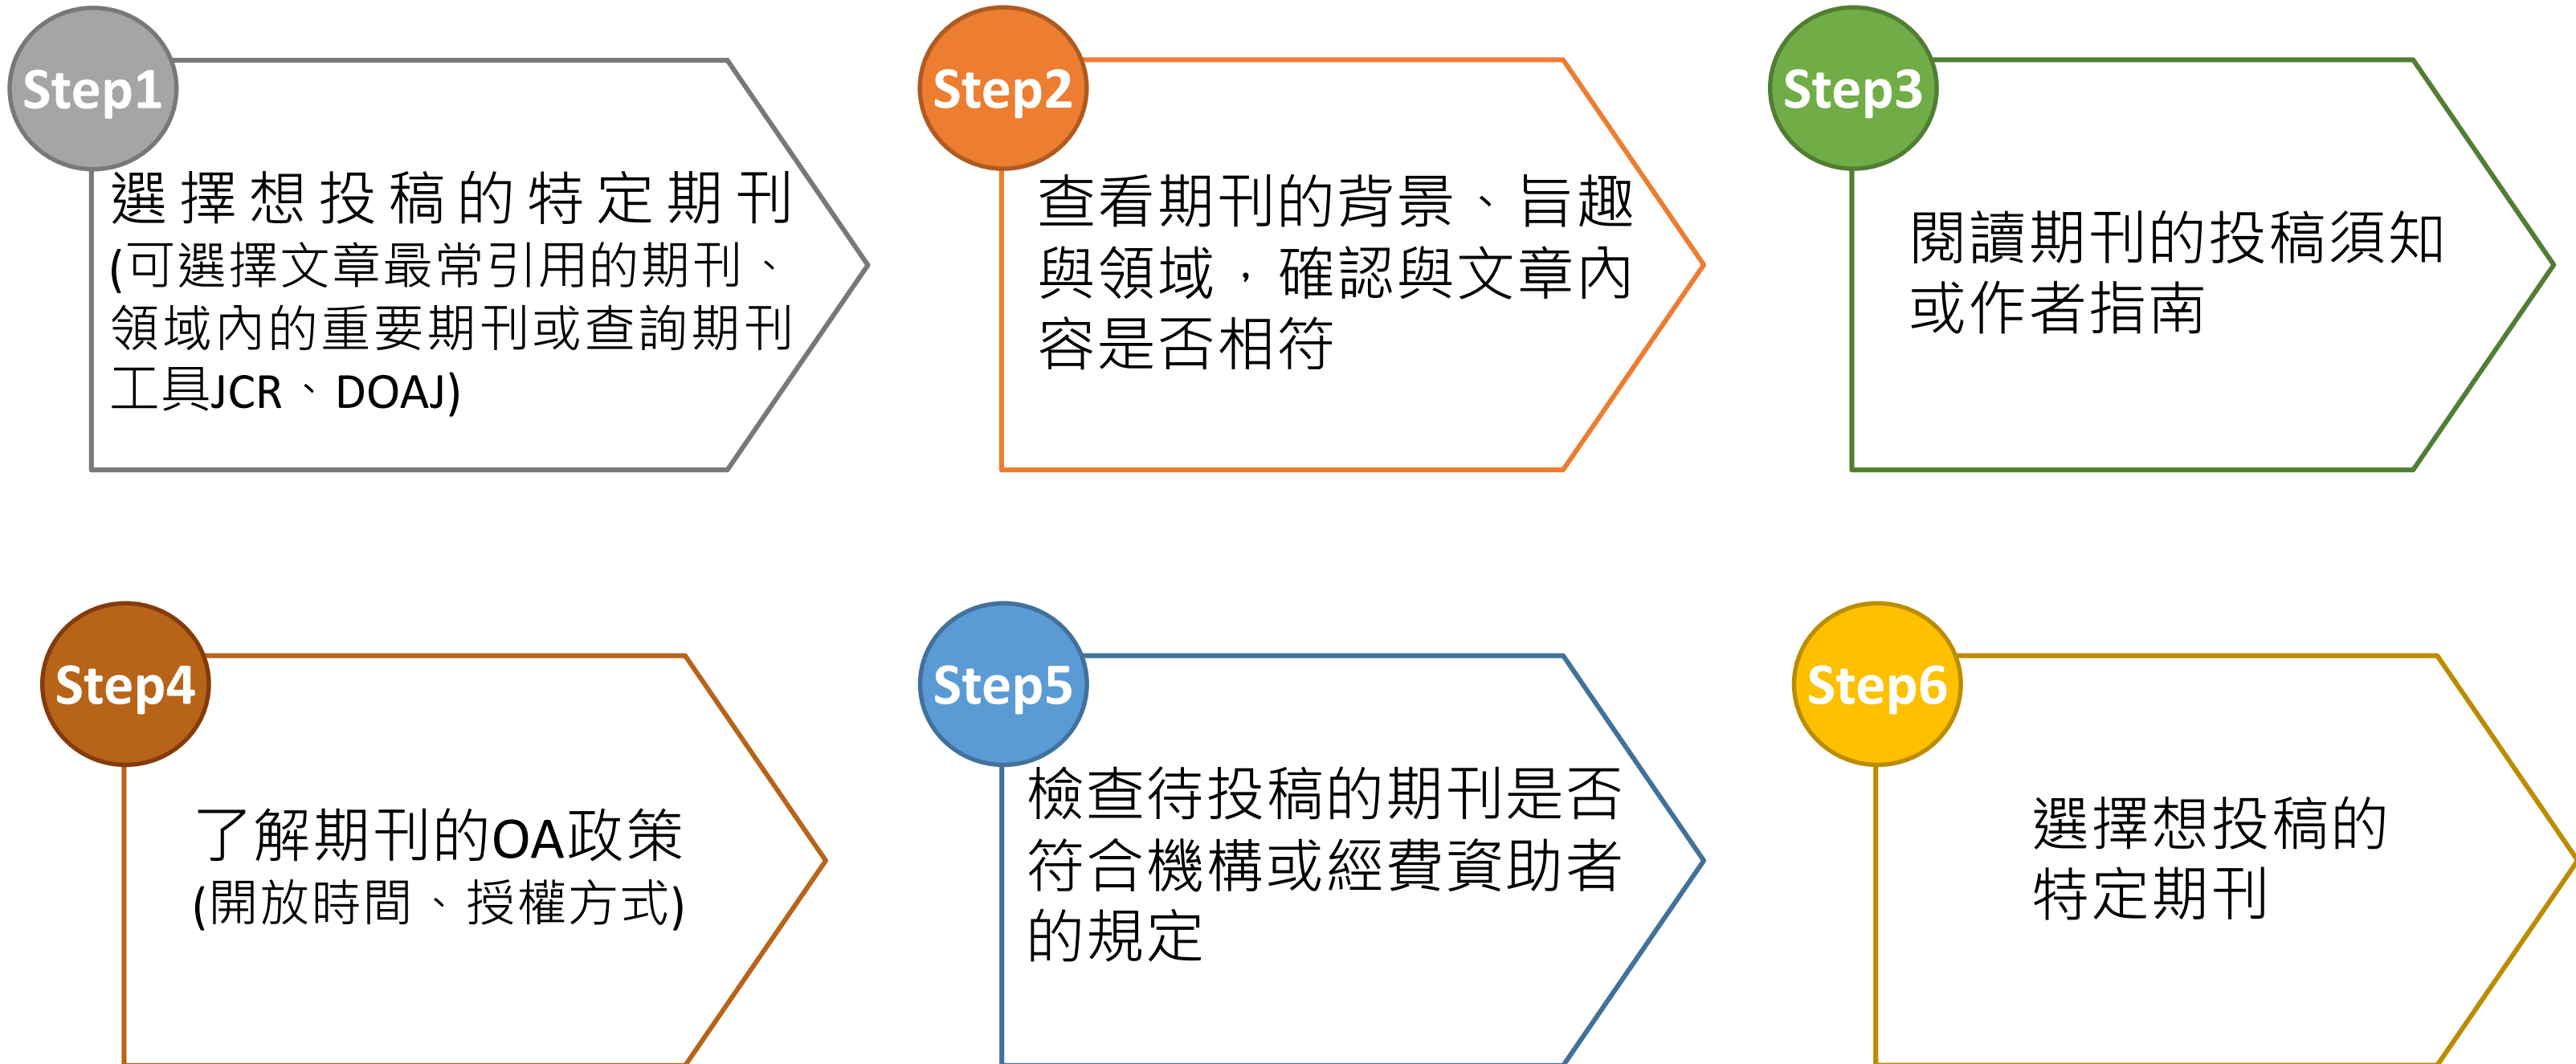 Step1
選擇想投稿的特定期刊
(可選擇文章最常引用的期刊、
領域內的重要期刊或查詢期刊
工具JCR、DOAJ)
Step2
查看期刊的背景、旨趣
與領域，確認與文章內
容是否相符
Step3
閱讀期刊的投稿須知
或作者指南
Step4
了解期刊的OA政策
(開放時間、授權方式)
Step5
檢查待投稿的期刊是否
符合機構或經費資助者
的規定
Step6
選擇想投稿的
特定期刊